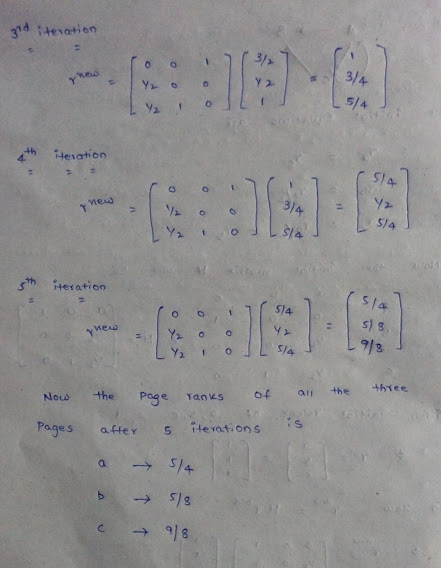 3rd iteration
= =
r new = [ 0 0 1 ] [ 3/2 ] = [ 1 ]
[ 1/2 0 0 ] [ 1/2 ] [ 3/4 ]
[ 1/2 1 0 ] [ 1 ] [ 5/4 ]
4th iteration
= = =
r new = [ 0 0 1 ] [ 1 ] = [ 5/4 ]
[ 1/2 0 0 ] [ 3/4 ] [ 1/2 ]
[ 1/2 1 0 ] [ 5/4 ] [ 5/4 ]
5th iteration
= =
r new = [ 0 0 1 ] [ 5/4 ] = [ 5/4 ]
[ 1/2 0 0 ] [ 1/2 ] [ 5/8 ]
[ 1/2 1 0 ] [ 5/4 ] [ 9/8 ]
Now the page ranks of all the three
pages after 5 iterations is
a → 5/4
b → 5/8
c → 9/8